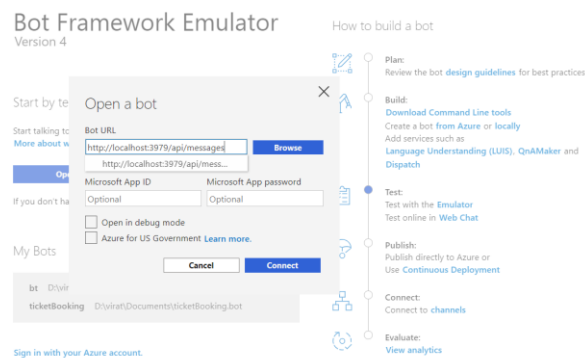 Bot Framework Emulator
Version 4
Start by te
Start talking to
More about w
Ope
If you don't ha
My Bots
bt D:\vir
ticketBooking D:\virat\Documents\ticketBooking.bot
Sign in with your Azure account.
Open a bot
Bot URL
http://localhost:3979/api/messages
Browse
http://localhost:3979/api/mess...
Microsoft App ID Microsoft App password
Optional Optional
Open in debug mode
Azure for US Government Learn more.
Cancel Connect
How to build a bot
Plan:
Review the bot design guidelines for best practices
Build:
Download Command Line tools
Create a bot from Azure or locally
Add services such as
Language Understanding (LUIS), QnAMaker and
Dispatch
Test:
Test with the Emulator
Test online in Web Chat
Publish:
Publish directly to Azure or
Use Continuous Deployment
Connect:
Connect to channels
Evaluate:
View analytics